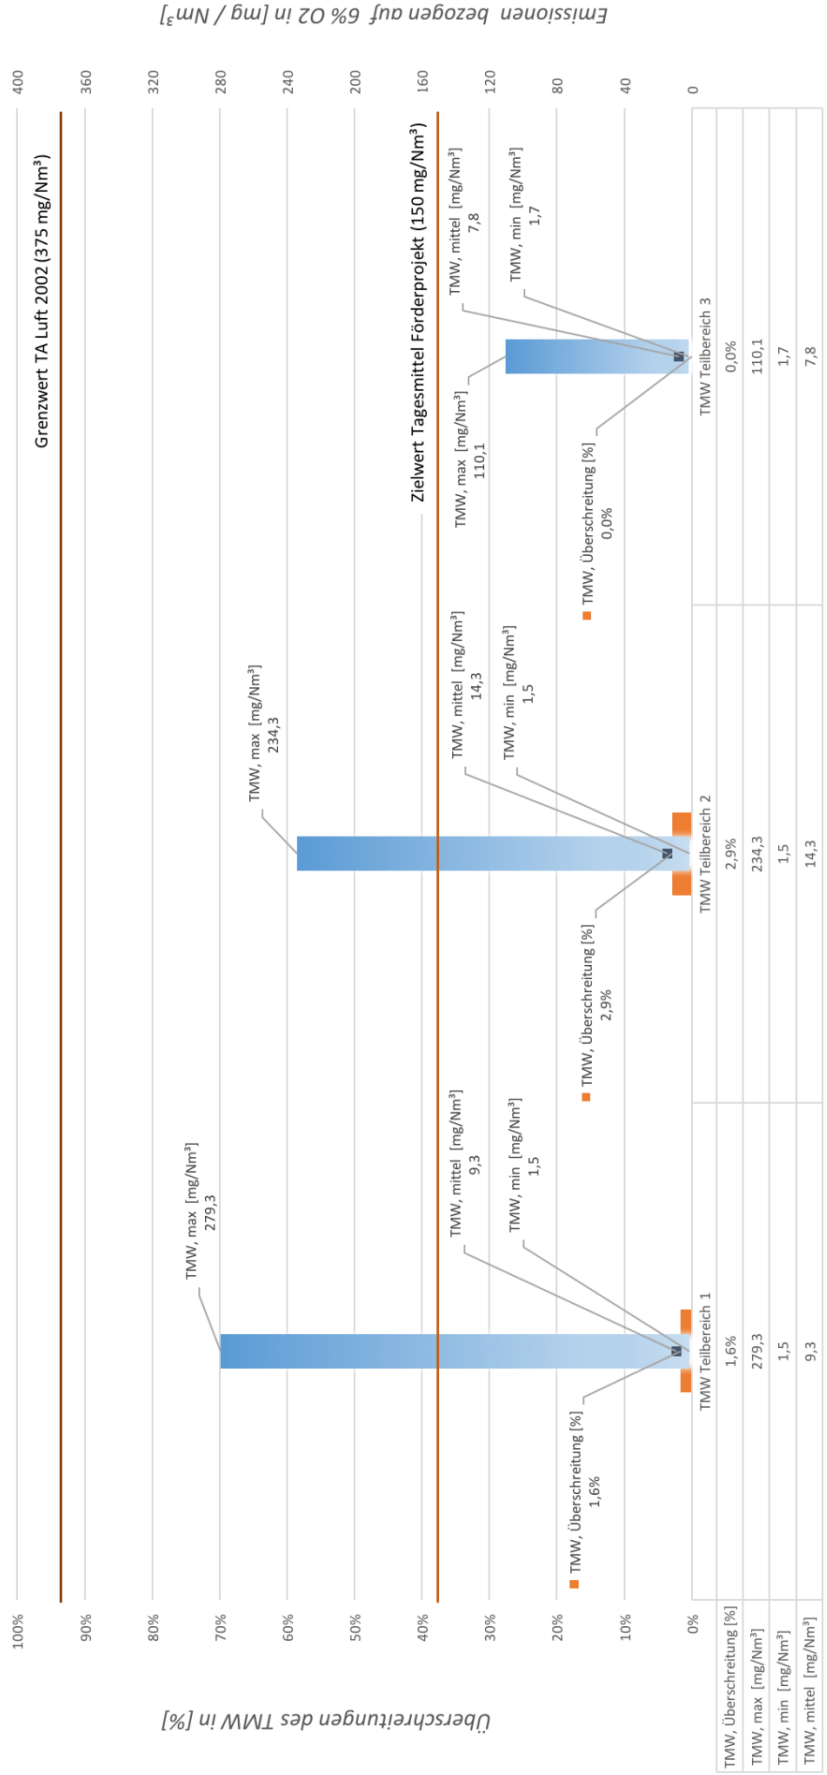 Überschreitungen des TMW in [%]
Emissionen bezogen auf 6% O2 in [mg / Nm³]
100%
90%
80%
70%
60%
50%
40%
30%
20%
10%
0%
400
360
320
280
240
200
160
120
80
40
0
Grenzwert TA Luft 2002 (375 mg/Nm³)
Zielwert Tagesmittel Förderprojekt (150 mg/Nm³)
TMW, max [mg/Nm³]
279,3
TMW, mittel [mg/Nm³]
9,3
TMW, min [mg/Nm³]
1,5
TMW, Überschreitung [%]
1,6%
TMW, max [mg/Nm³]
234,3
TMW, mittel [mg/Nm³]
14,3
TMW, min [mg/Nm³]
1,5
TMW, Überschreitung [%]
2,9%
TMW, max [mg/Nm³]
110,1
TMW, mittel [mg/Nm³]
7,8
TMW, min [mg/Nm³]
1,7
TMW, Überschreitung [%]
0,0%
TMW Teilbereich 1 TMW Teilbereich 2 TMW Teilbereich 3
TMW, Überschreitung [%] 1,6% 2,9% 0,0%
TMW, max [mg/Nm³] 279,3 234,3 110,1
TMW, min [mg/Nm³] 1,5 1,5 1,7
TMW, mittel [mg/Nm³] 9,3 14,3 7,8